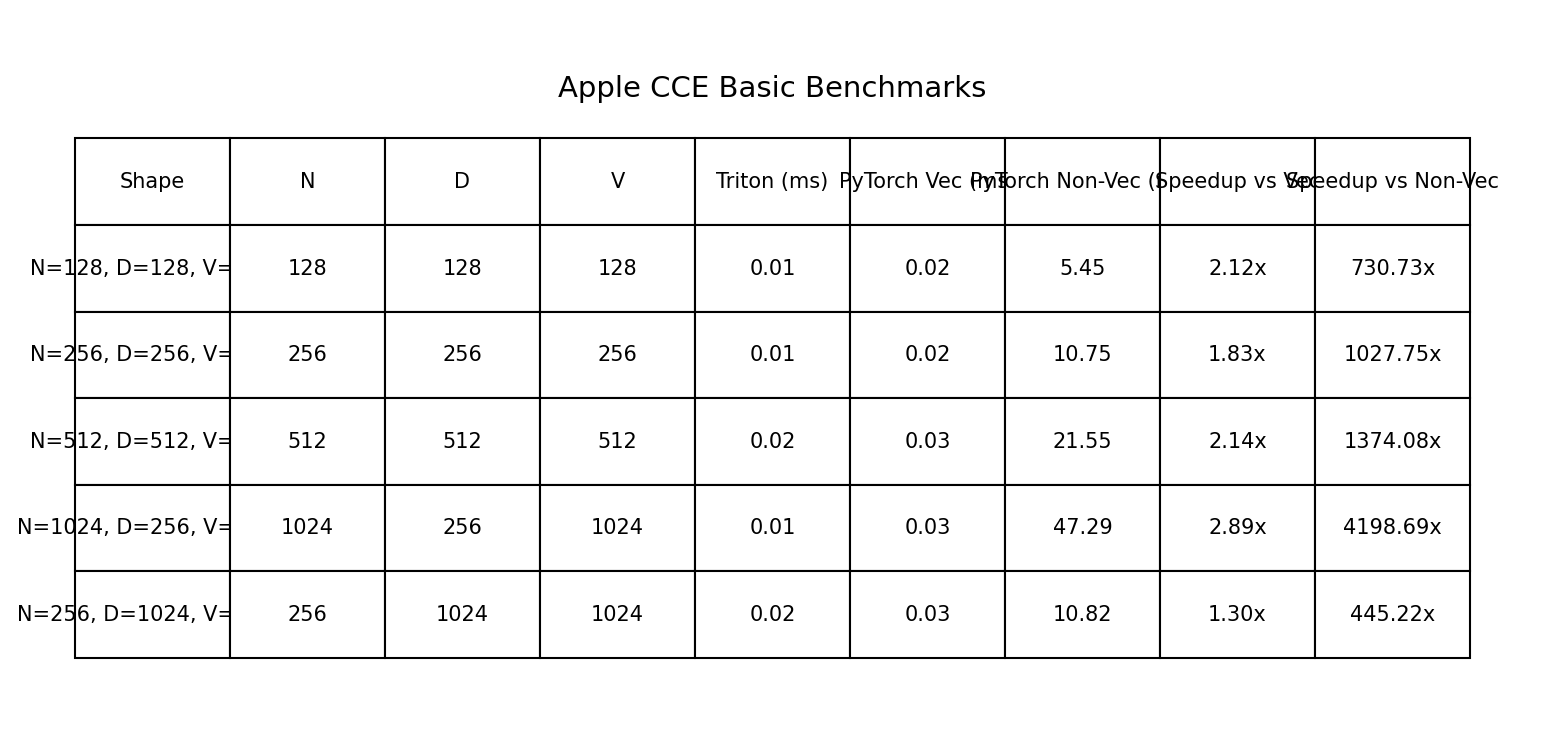 Apple CCE Basic Benchmarks
Shape N D V Triton (ms) PyTorch Vec (ms PyTorch Non-Vec ( Speedup vs Vec Speedup vs Non-Vec
N=128, D=128, V= 128 128 128 0.01 0.02 5.45 2.12x 730.73x
N=256, D=256, V= 256 256 256 0.01 0.02 10.75 1.83x 1027.75x
N=512, D=512, V= 512 512 512 0.02 0.03 21.55 2.14x 1374.08x
N=1024, D=256, V= 1024 256 1024 0.01 0.03 47.29 2.89x 4198.69x
N=256, D=1024, V= 256 1024 1024 0.02 0.03 10.82 1.30x 445.22x